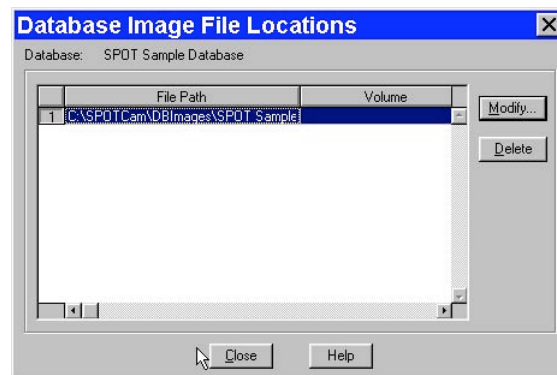 Database Image File Locations
Database: SPOT Sample Database
File Path Volume
1 C:\SPOTCam\DBImages\SPOT Sample
Modify...
Delete
Close Help